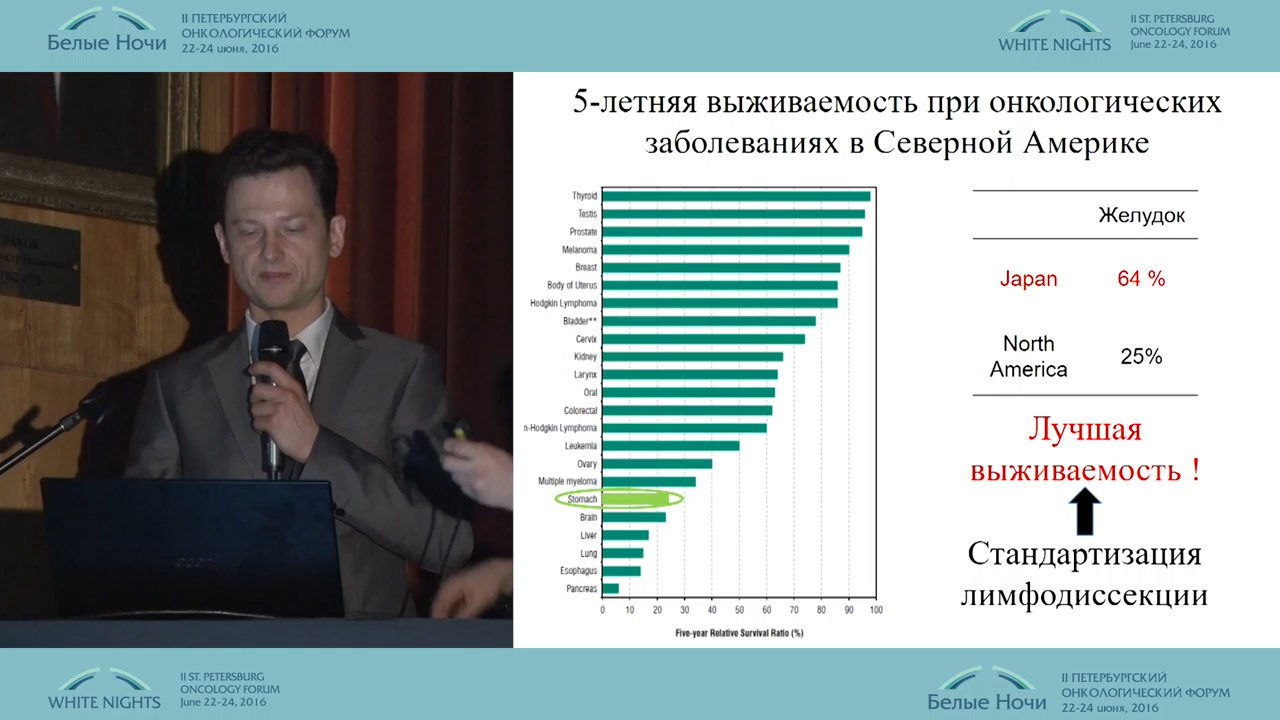 Белые Ночи
II ПЕТЕРБУРГСКИЙ
ОНКОЛОГИЧЕСКИЙ ФОРУМ
22-24 июня, 2016
WHITE NIGHTS
II ST. PETERSBURG
ONCOLOGY FORUM
June 22-24, 2016
5-летняя выживаемость при онкологических
заболеваниях в Северной Америке
Thyroid
Testis
Prostate
Melanoma
Breast
Body of Uterus
Hodgkin Lymphoma
Bladder**
Cervix
Kidney
Larynx
Oral
Colorectal
n-Hodgkin Lymphoma
Leukemia
Ovary
Multiple myeloma
Stomach
Brain
Liver
Lung
Esophagus
Pancreas
0 10 20 30 40 50 60 70 80 90 100
Five-year Relative Survival Ratio (%)
Желудок
Japan 64 %
North
America 25%
Лучшая
выживаемость !
Стандартизация
лимфодиссекции
WHITE NIGHTS
II ST. PETERSBURG
ONCOLOGY FORUM
June 22-24, 2016
Белые Ночи
II ПЕТЕРБУРГСКИЙ
ОНКОЛОГИЧЕСКИЙ ФОРУМ
22-24 июня, 2016